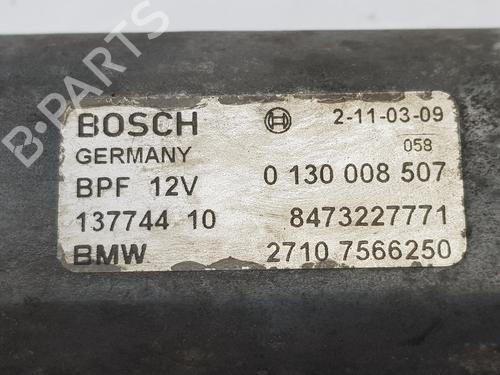 B-PARTS
BOSCH 2-11-03-09
GERMANY 058
BPF 12V 0 130 008 507
137744 10 8473227771
BMW 2710 7566250